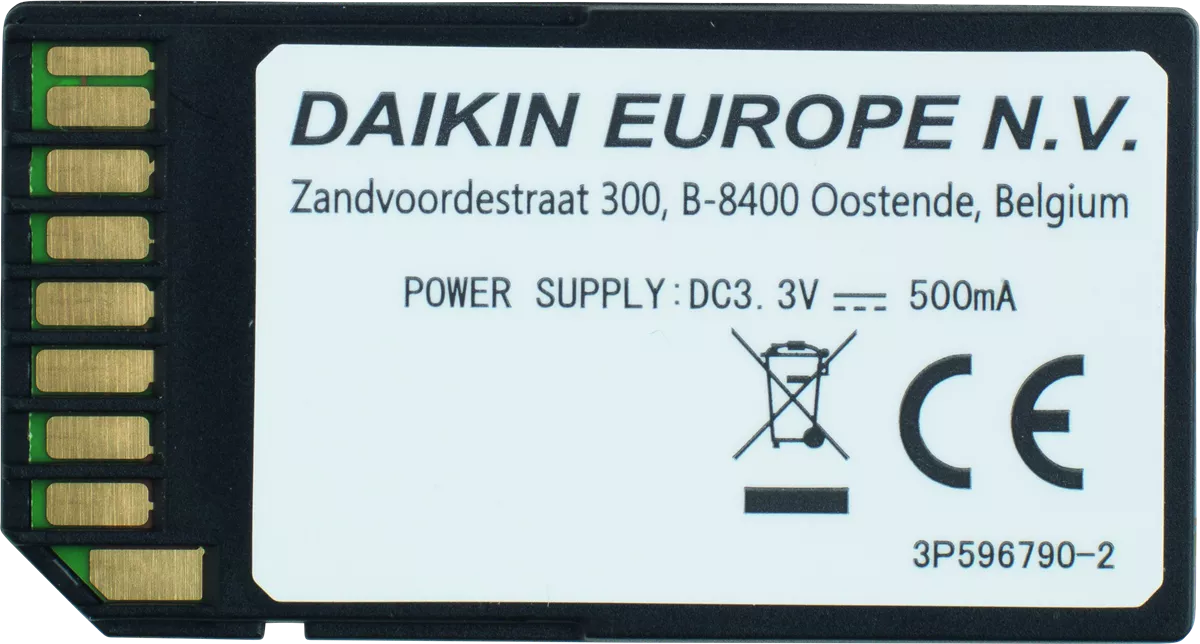 DAIKIN EUROPE N.V.
Zandvoordestraat 300, B-8400 Oostende, Belgium
POWER SUPPLY:DC3.3V ⎓ 500mA
CE
3P596790-2